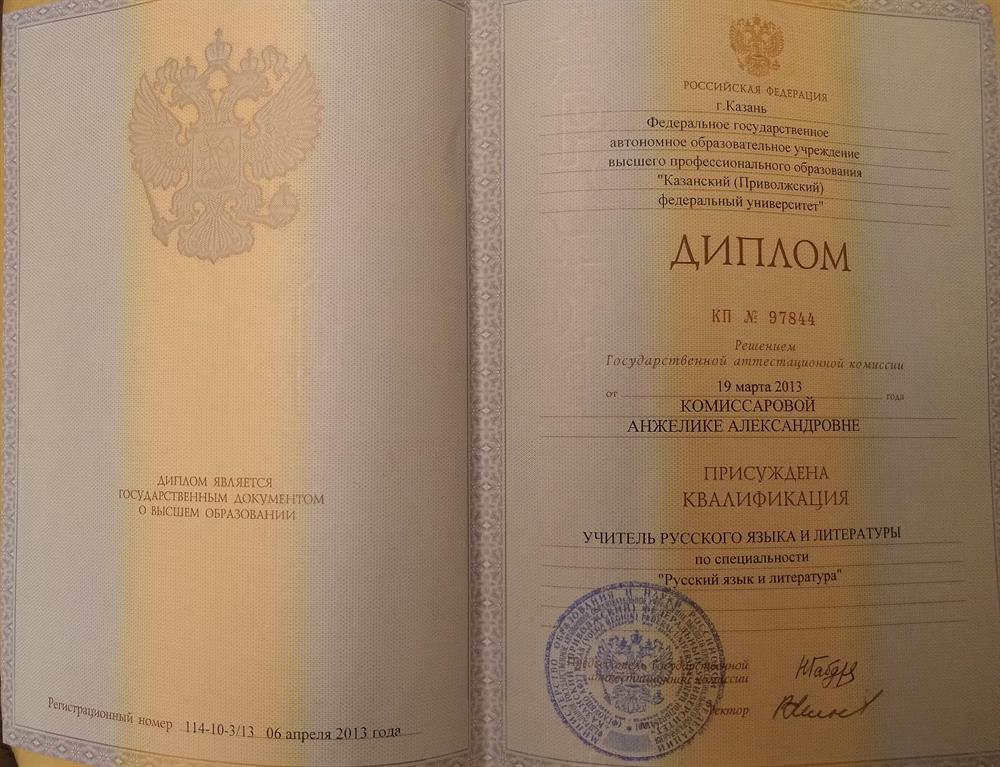 ДИПЛОМ ЯВЛЯЕТСЯ
ГОСУДАРСТВЕННЫМ ДОКУМЕНТОМ
О ВЫСШЕМ ОБРАЗОВАНИИ
Регистрационный номер 114-10-3/13 06 апреля 2013 года
РОССИЙСКАЯ ФЕДЕРАЦИЯ
г.Казань
Федеральное государственное
автономное образовательное учреждение
высшего профессионального образования
"Казанский (Приволжский)
федеральный университет"
ДИПЛОМ
КП № 97844
Решением
Государственной аттестационной комиссии
от 19 марта 2013 года
КОМИССАРОВОЙ
АНЖЕЛИКЕ АЛЕКСАНДРОВНЕ
ПРИСУЖДЕНА
КВАЛИФИКАЦИЯ
УЧИТЕЛЬ РУССКОГО ЯЗЫКА И ЛИТЕРАТУРЫ
по специальности
"Русский язык и литература"
Председатель Государственной
аттестационной комиссии
Ректор